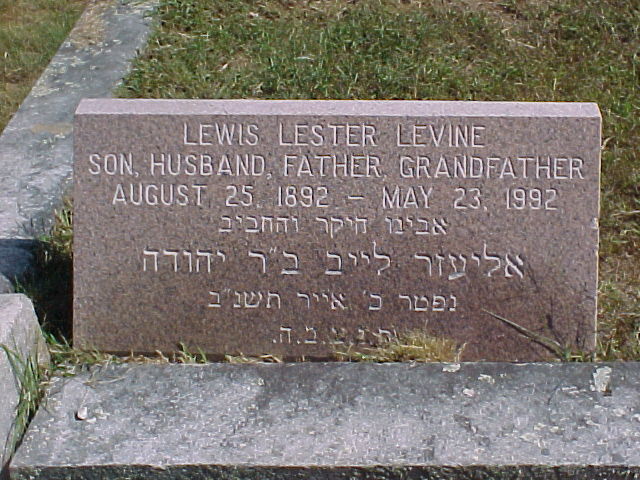 LEWIS LESTER LEVINE
SON, HUSBAND, FATHER, GRANDFATHER
AUGUST 25, 1892 - MAY 23, 1992
אבינו היקר והחביב
אליעזר לייב ב"ר יהודה
נפטר כ' אייר תשנ"ב
ת.נ.צ.ב.ה.